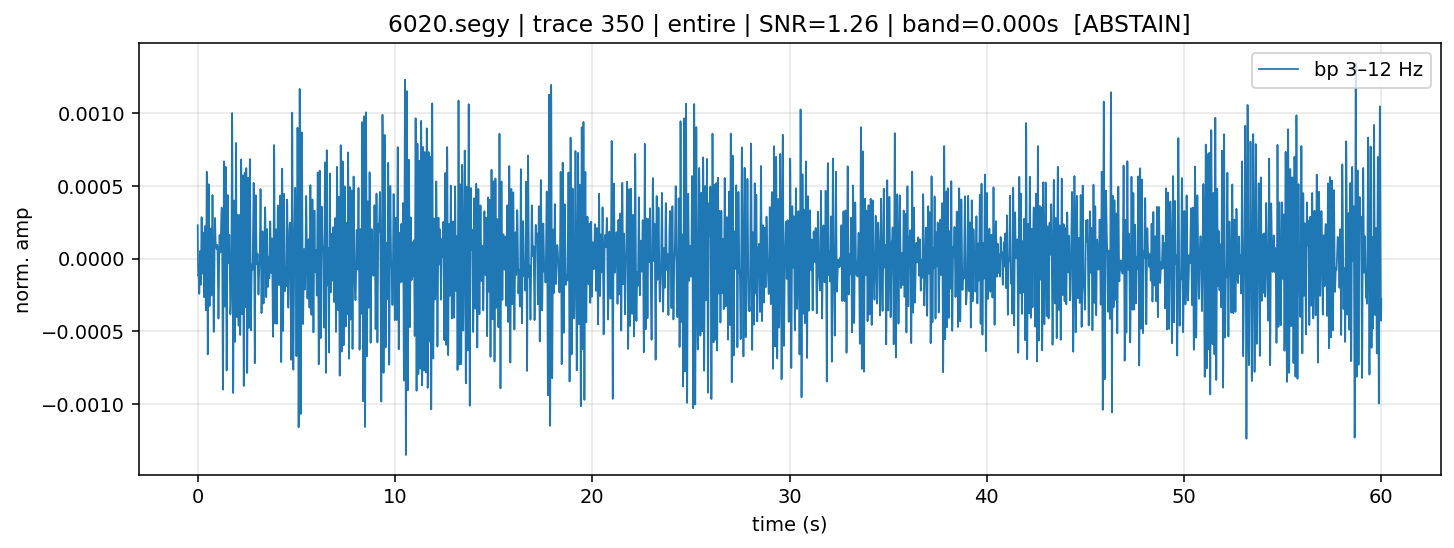 6020.segy | trace 350 | entire | SNR=1.26 | band=0.000s  [ABSTAIN]
bp 3–12 Hz
norm. amp
0.0010
0.0005
0.0000
−0.0005
−0.0010
0 10 20 30 40 50 60
time (s)